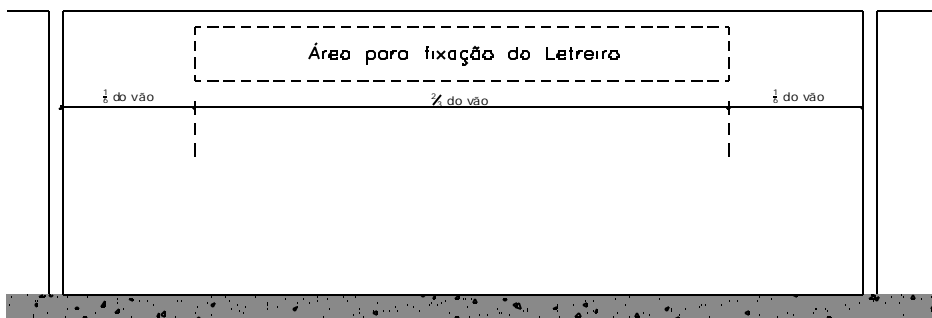 Área para fixação do Letreiro
1/6 do vão
2/3 do vão
1/6 do vão